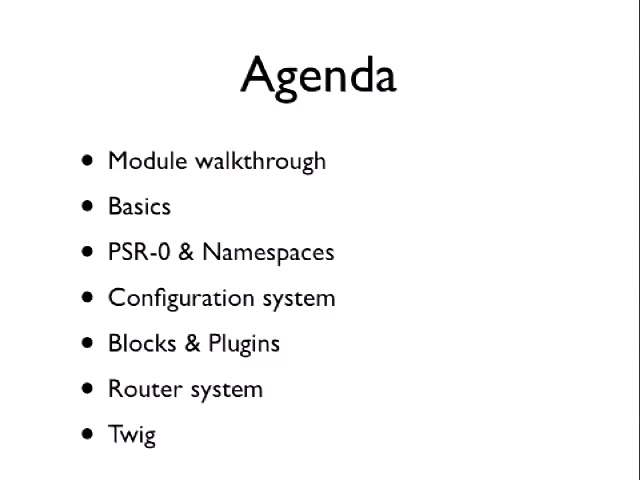 Agenda
• Module walkthrough
• Basics
• PSR-0 & Namespaces
• Configuration system
• Blocks & Plugins
• Router system
• Twig